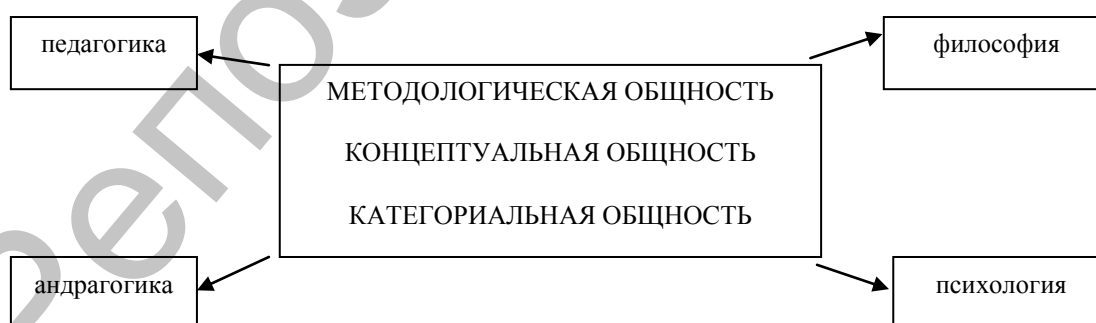 педагогика
философия
МЕТОДОЛОГИЧЕСКАЯ ОБЩНОСТЬ
КОНЦЕПТУАЛЬНАЯ ОБЩНОСТЬ
КАТЕГОРИАЛЬНАЯ ОБЩНОСТЬ
андрагогика
психология